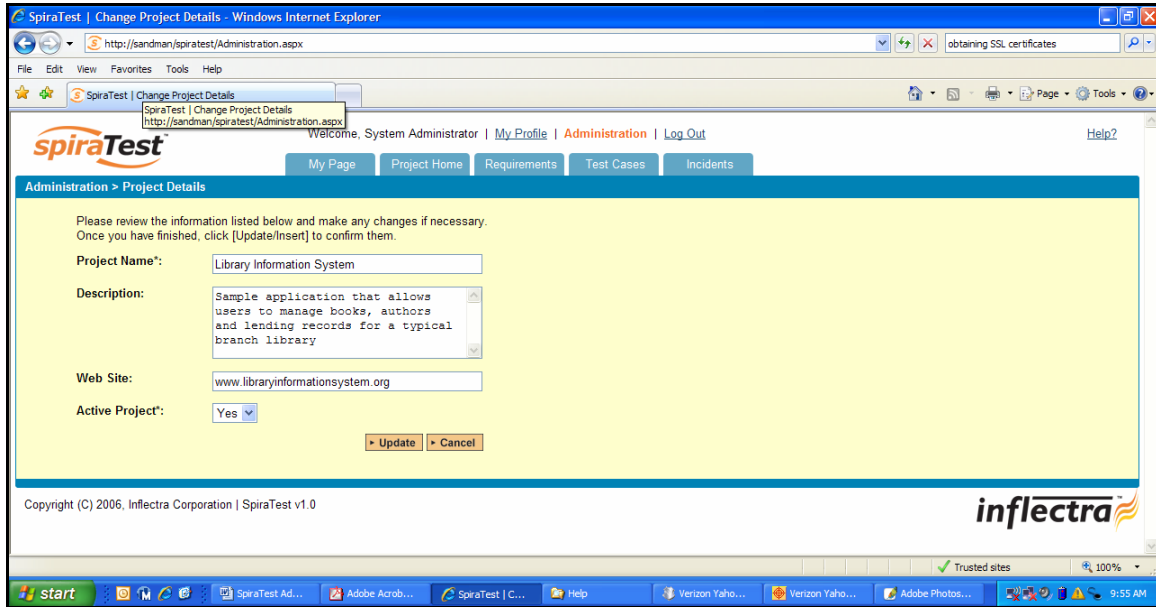 SpiraTest | Change Project Details - Windows Internet Explorer
http://sandman/spiratest/Administration.aspx
obtaining SSL certificates
File Edit View Favorites Tools Help
SpiraTest | Change Project Details
Page Tools
SpiraTest | Change Project Details
http://sandman/spiratest/Administration.aspx
spiraTest™
Welcome, System Administrator | My Profile | Administration | Log Out
Help?
My Page Project Home Requirements Test Cases Incidents
Administration > Project Details
Please review the information listed below and make any changes if necessary.
Once you have finished, click [Update/Insert] to confirm them.
Project Name*: Library Information System
Description: Sample application that allows
users to manage books, authors
and lending records for a typical
branch library
Web Site: www.libraryinformationsystem.org
Active Project*: Yes
Update Cancel
Copyright (C) 2006, Inflectra Corporation | SpiraTest v1.0
inflectra
Trusted sites 100%
start SpiraTest Ad... Adobe Acrob... SpiraTest | C... Help Verizon Yaho... Verizon Yaho... Adobe Photos... 9:55 AM